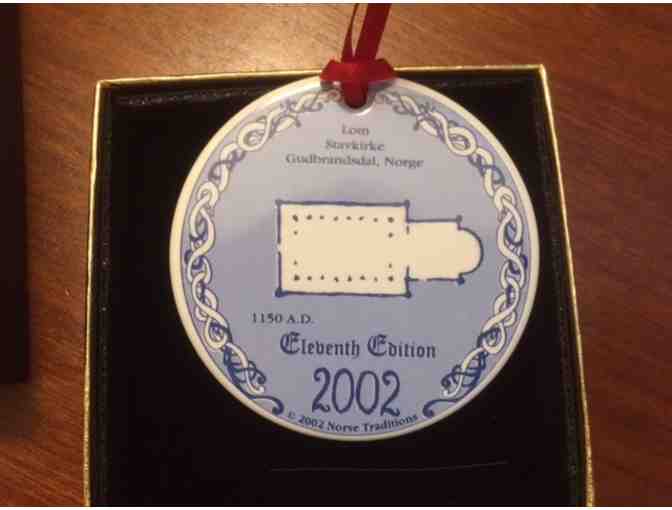 Lom
Stavkirke
Gudbrandsdal, Norge
1150 A.D.
Eleventh Edition
2002
© 2002 Norse Traditions